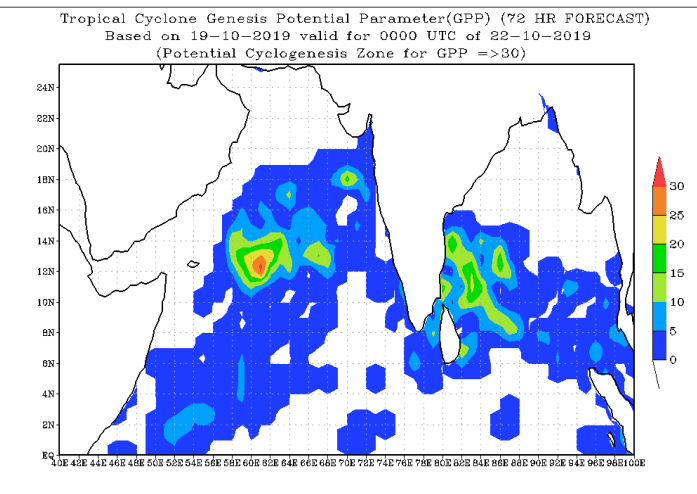 Tropical Cyclone Genesis Potential Parameter(GPP) (72 HR FORECAST)
Based on 19-10-2019 valid for 0000 UTC of 22-10-2019
(Potential Cyclogenesis Zone for GPP =>30)
24N
22N
20N
18N
16N
14N
12N
10N
8N
6N
4N
2N
EQ
30
25
20
15
10
5
0
40E 42E 44E 46E 48E 50E 52E 54E 56E 58E 60E 62E 64E 66E 68E 70E 72E 74E 76E 78E 80E 82E 84E 86E 88E 90E 92E 94E 96E 98E 100E